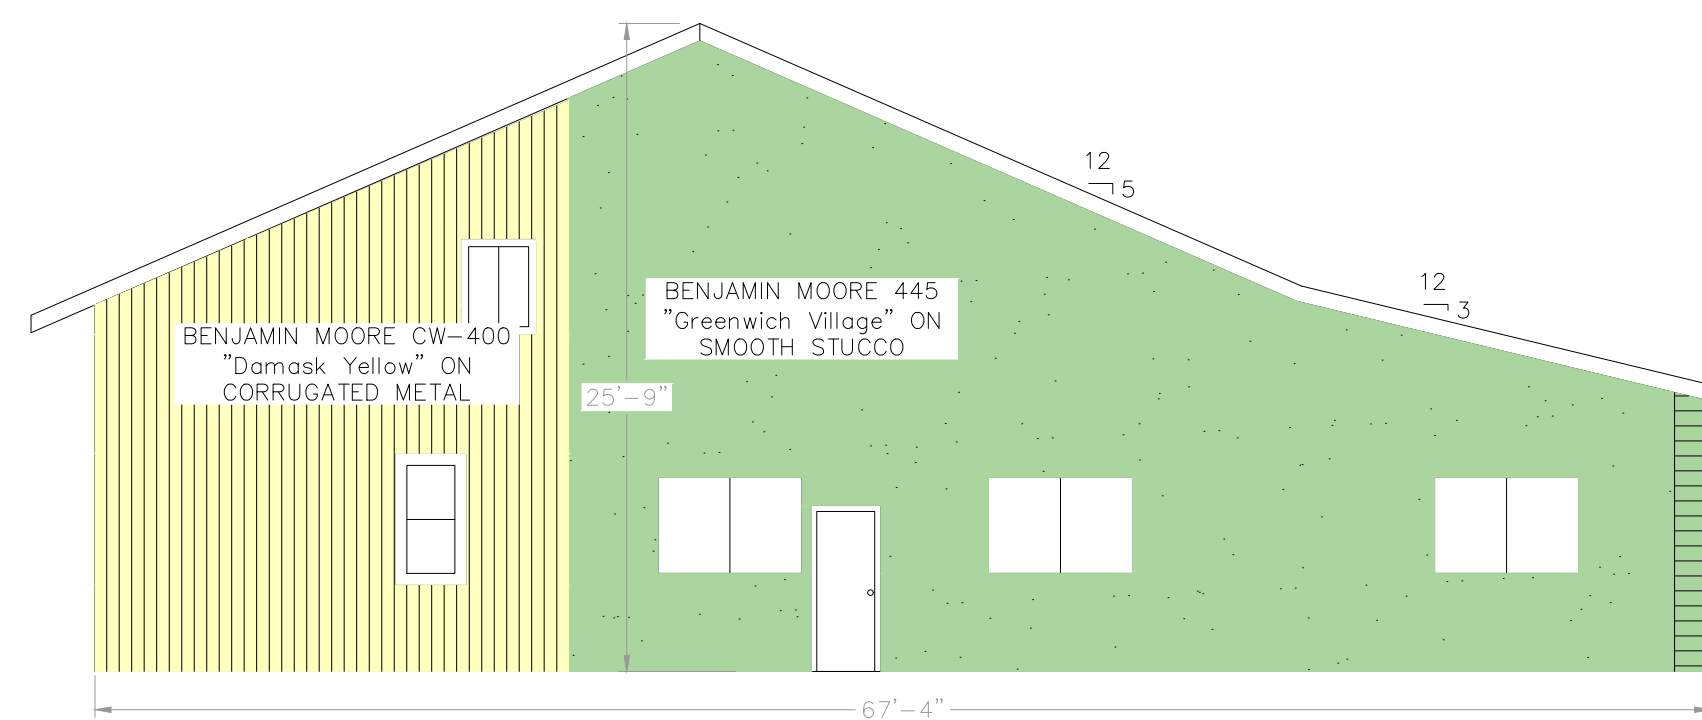 12
5
12
3
BENJAMIN MOORE 445
"Greenwich Village" ON
SMOOTH STUCCO
BENJAMIN MOORE CW-400
"Damask Yellow" ON
CORRUGATED METAL
25'-9"
67'-4"